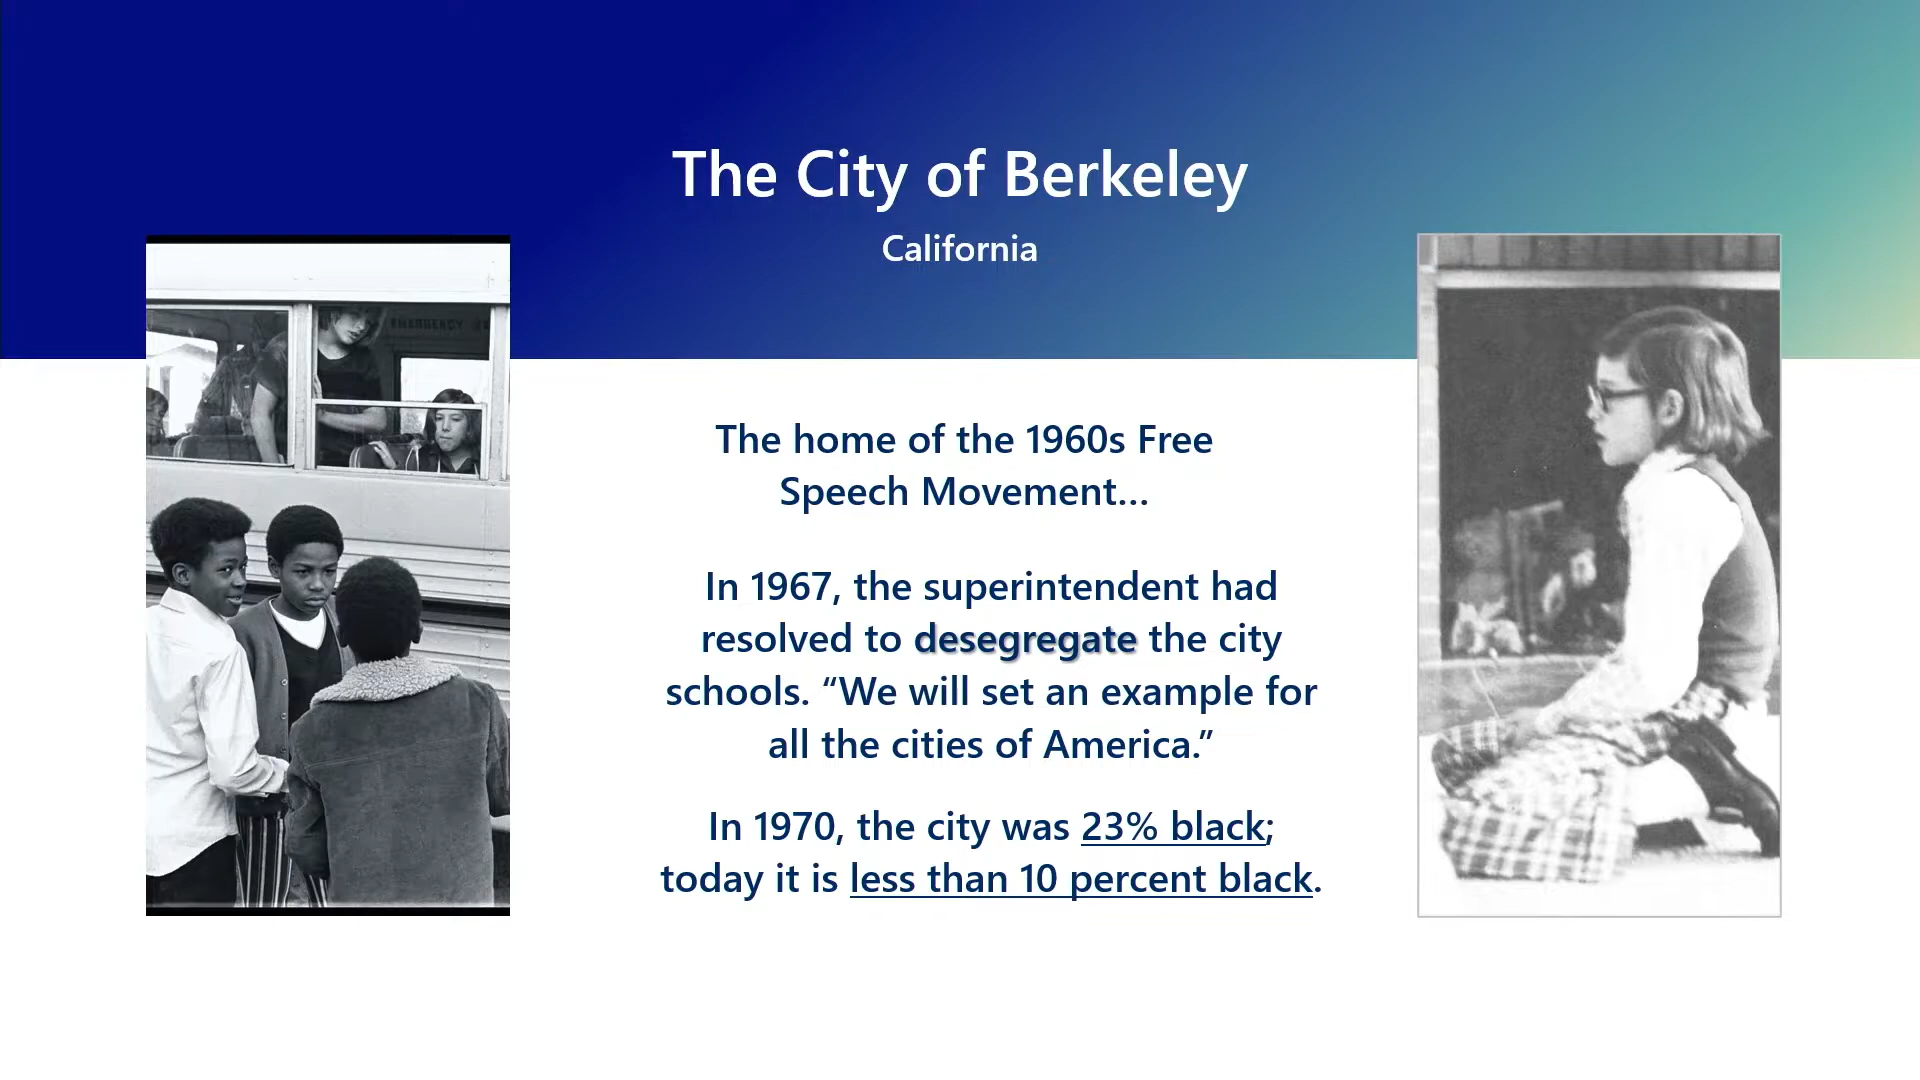 The City of Berkeley
California
EMERGENCY
The home of the 1960s Free
Speech Movement...
In 1967, the superintendent had
resolved to desegregate the city
schools. “We will set an example for
all the cities of America.”
In 1970, the city was 23% black;
today it is less than 10 percent black.